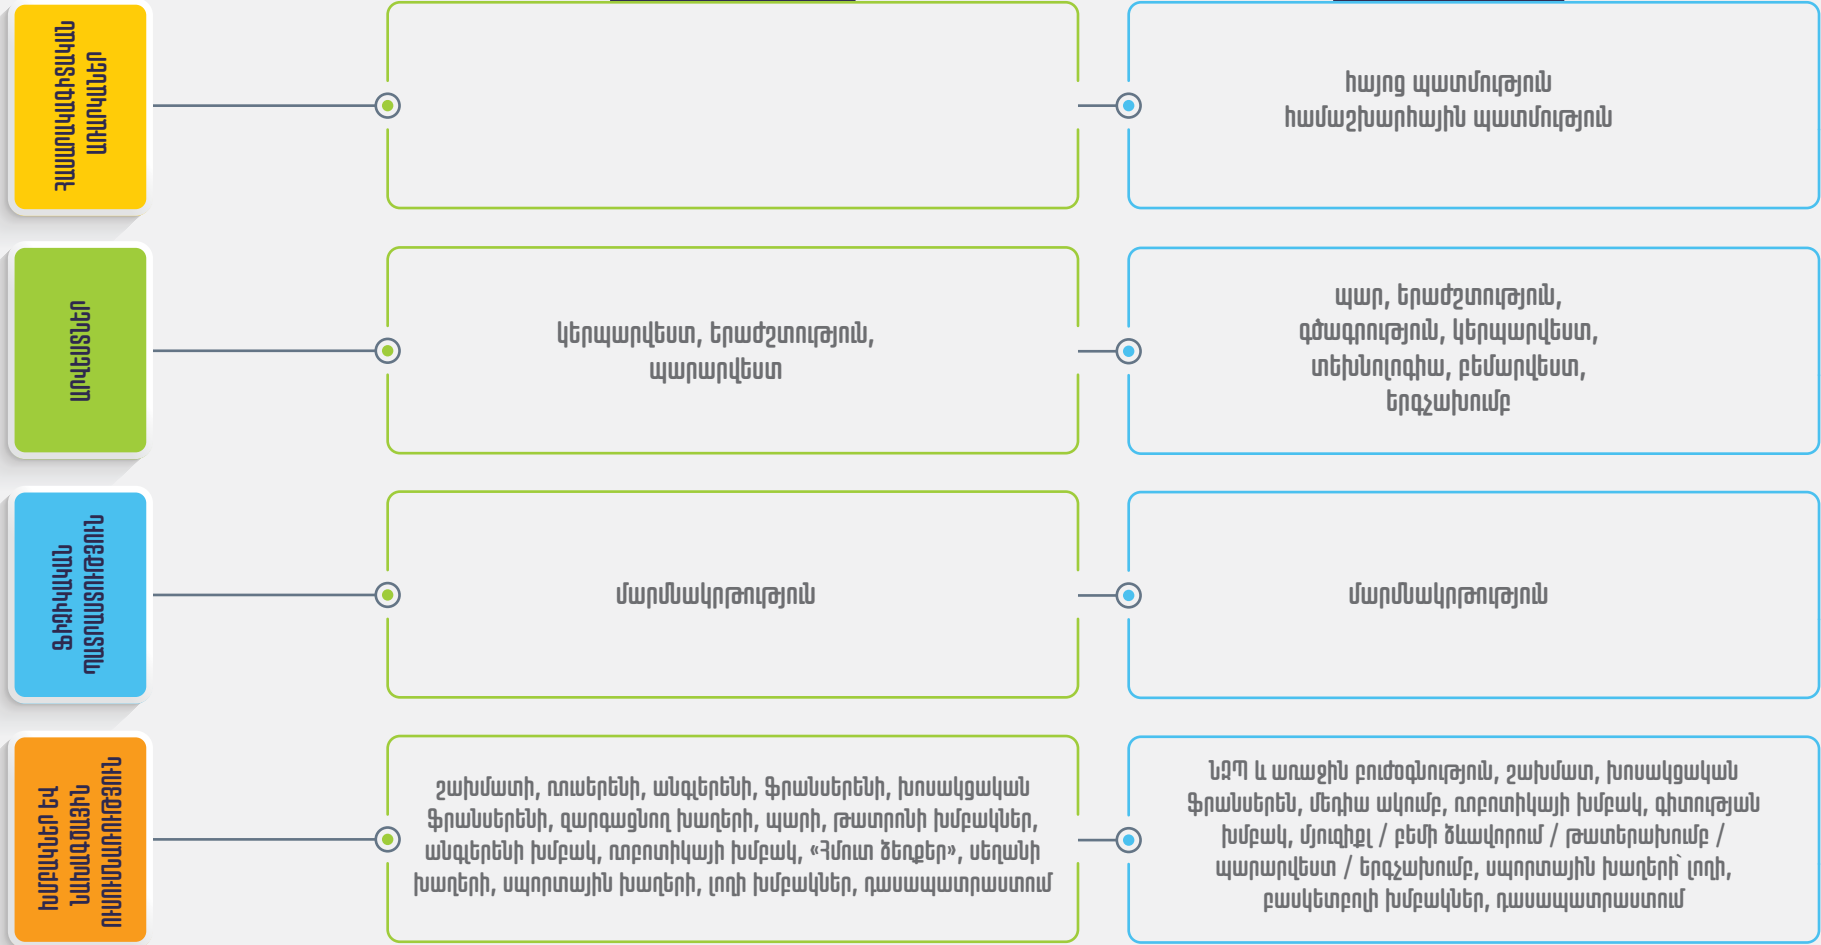 ՀԱՍԱՐԱԿԱԳԻՏԱԿԱՆ
ԱՌԱՐԿԱՆԵՐ
հայոց պատմություն
համաշխարհային պատմություն
ԱՐՎԵՍՏՆԵՐ
կերպարվեստ, երաժշտություն,
պարարվեստ
պար, երաժշտություն,
գծագրություն, կերպարվեստ,
տեխնոլոգիա, բեմարվեստ,
երգչախումբ
ՖԻԶԻԿԱԿԱՆ
ՊԱՏՐԱՍՏՈՒԹՅՈՒՆ
մարմնակրթություն
մարմնակրթություն
ԽՄԲԱԿՆԵՐ ԵՎ
ՆԱԽԱԳԾԱՅԻՆ
ՈՒՍՈՒՄՆԱՌՈՒԹՅՈՒՆ
շախմատի, ռուսերենի, անգլերենի, ֆրանսերենի, խոսակցական
ֆրանսերենի, զարգացնող խաղերի, պարի, թատրոնի խմբակներ,
անգլերենի խմբակ, ռոբոտիկայի խմբակ, «Հմուտ ձեռքեր», սեղանի
խաղերի, սպորտային խաղերի, լողի խմբակներ, դասապատրաստում
ՆԶՊ և առաջին բուժօգնություն, շախմատ, խոսակցական
ֆրանսերեն, մեդիա ակումբ, ռոբոտիկայի խմբակ, գիտության
խմբակ, մյուզիքլ / բեմի ձևավորում / թատերախումբ /
պարարվեստ / երգչախումբ, սպորտային խաղերի՝ լողի,
բասկետբոլի խմբակներ, դասապատրաստում